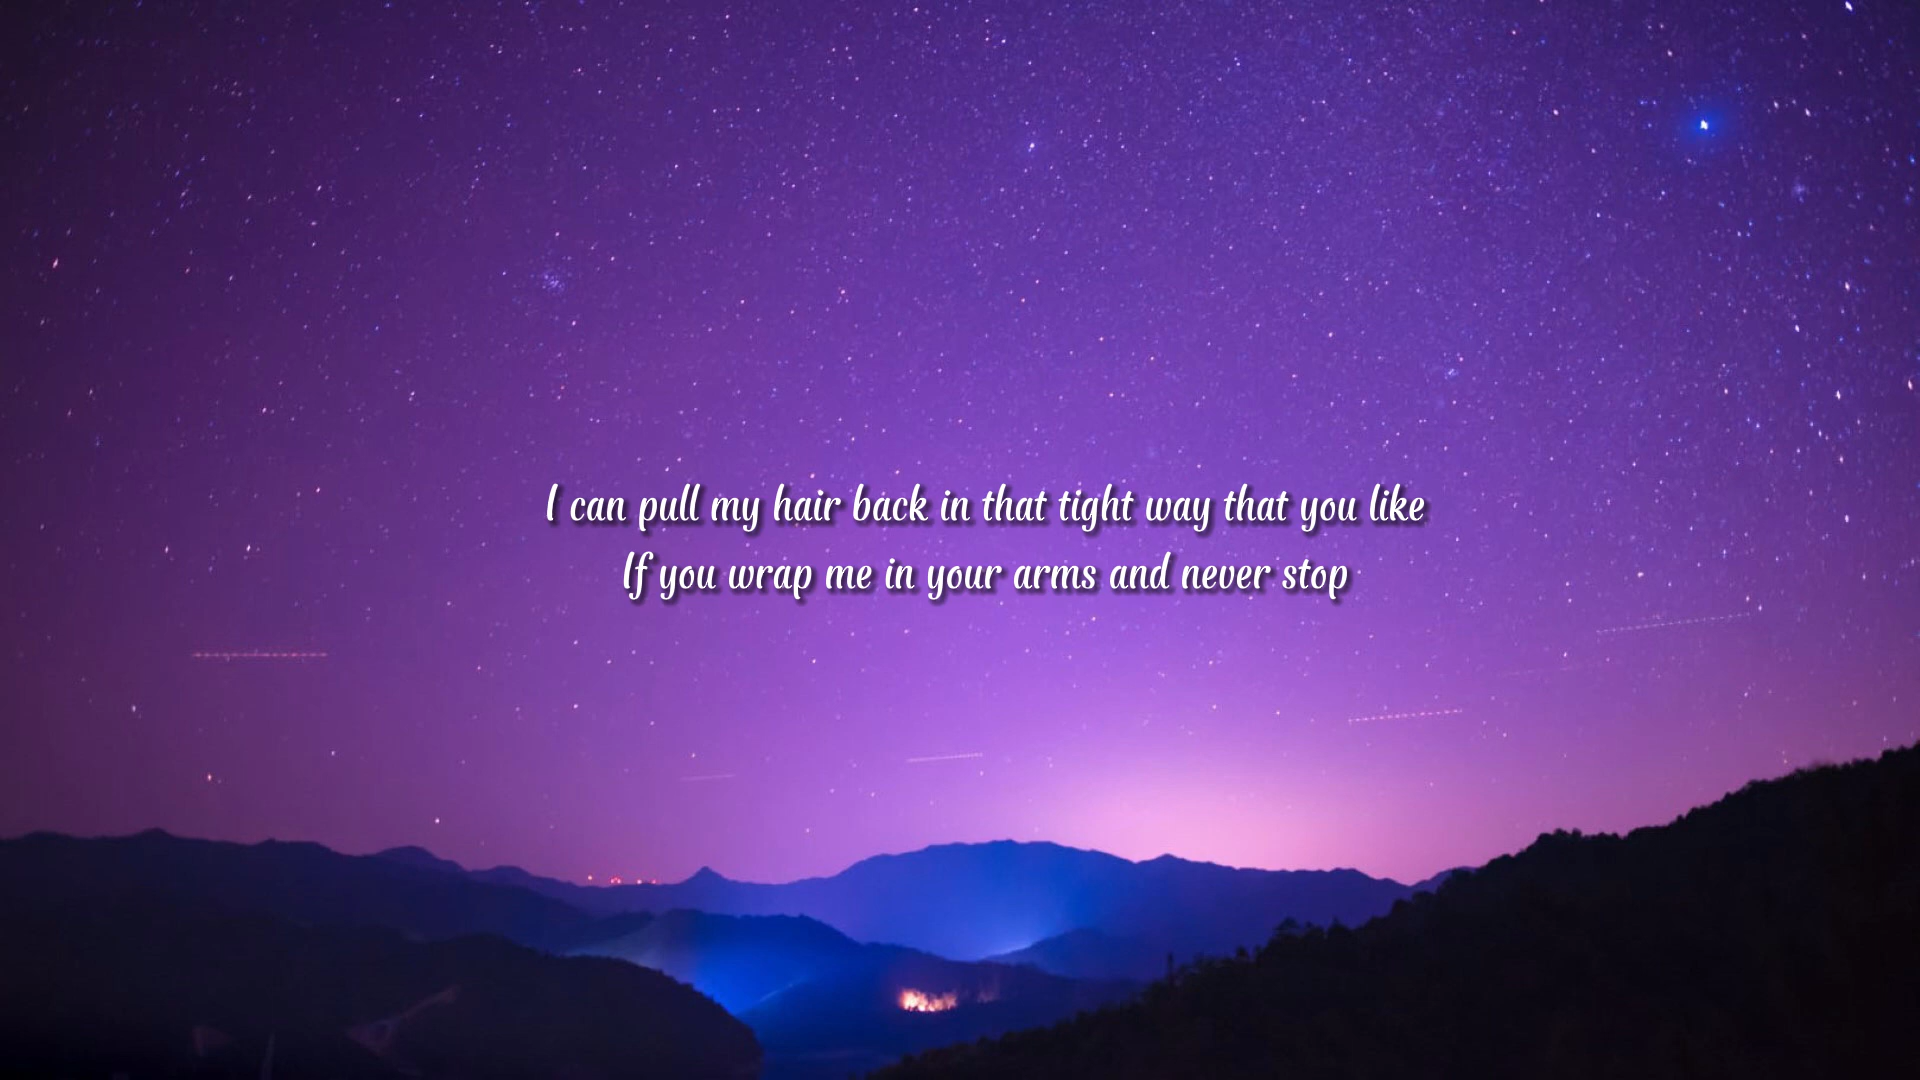 I can pull my hair back in that tight way that you like
If you wrap me in your arms and never stop